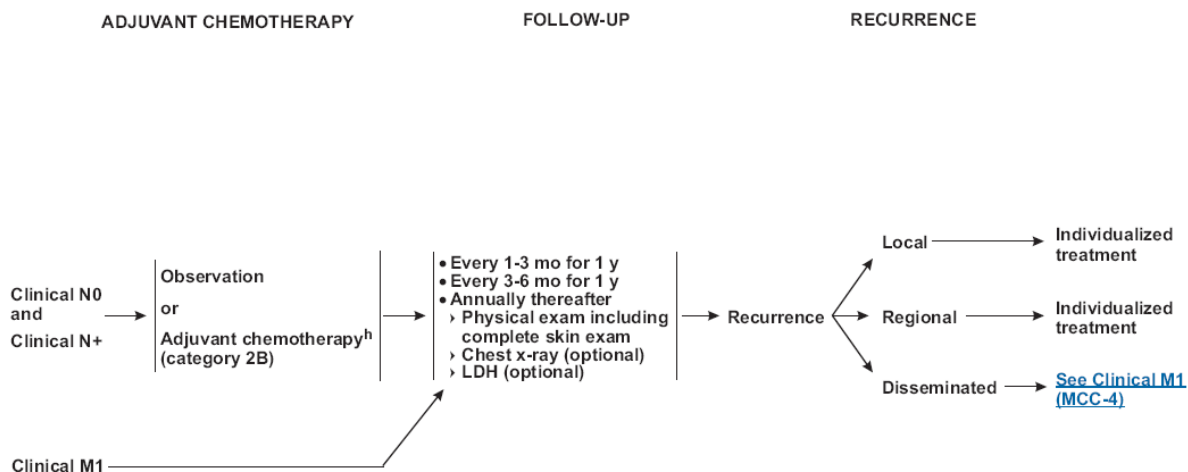 ADJUVANT CHEMOTHERAPY
FOLLOW-UP
RECURRENCE
Clinical N0
and
Clinical N+
Observation
or
Adjuvant chemotherapyʰ
(category 2B)
• Every 1-3 mo for 1 y
• Every 3-6 mo for 1 y
• Annually thereafter
› Physical exam including
complete skin exam
› Chest x-ray (optional)
› LDH (optional)
Recurrence
Local
Individualized
treatment
Regional
Individualized
treatment
Disseminated
See Clinical M1
(MCC-4)
Clinical M1